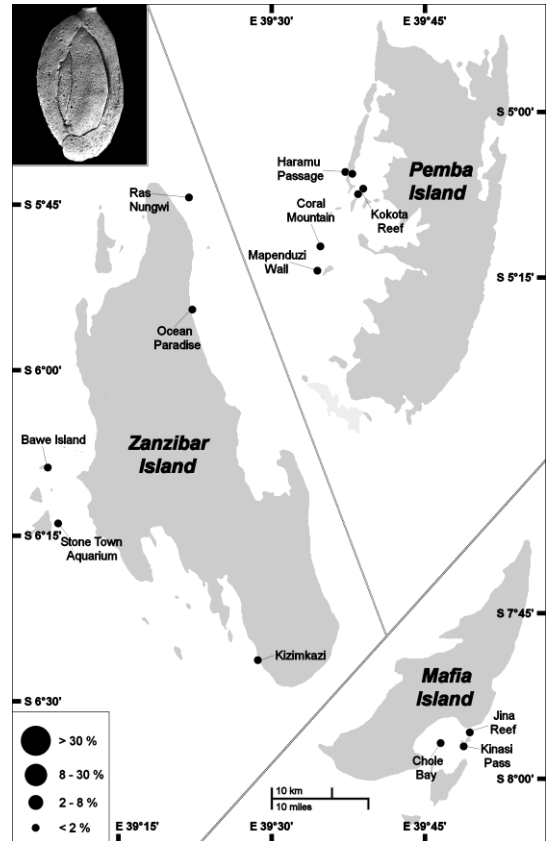 E 39°30'
E 39°45'
S 5°00'
Haramu
Passage
Pemba
Island
Ras
Nungwi
S 5°45'
Coral
Mountain
Kokota
Reef
Mapenduzi
Wall
S 5°15'
Ocean
Paradise
S 6°00'
Bawe Island
Zanzibar
Island
Stone Town
Aquarium
S 6°15'
S 7°45'
Kizimkazi
Mafia
Island
S 6°30'
Jina
Reef
> 30 %
8 - 30 %
2 - 8 %
< 2 %
Chole
Bay
Kinasi
Pass
S 8°00'
10 km
10 miles
E 39°15'
E 39°30'
E 39°45'